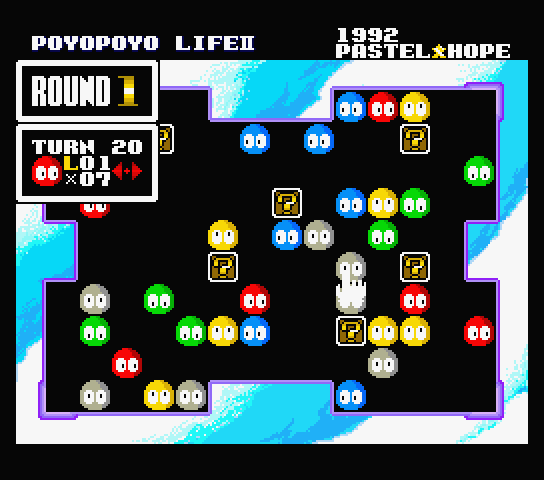 POYOPOYO LIFEⅡ
1992
PASTEL★HOPE
ROUND 1
TURN 20
L01
×07
?
?
?
?
?
?